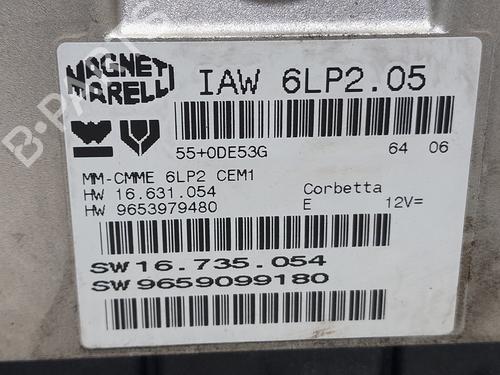 MAGNETI MARELLI
IAW 6LP2.05
55+0DE53G 64 06
MM-CMME 6LP2 CEM1
HW 16.631.054 Corbetta
HW 9653979480 E 12V=
SW 16.735.054
SW 9659099180
B-PARTS